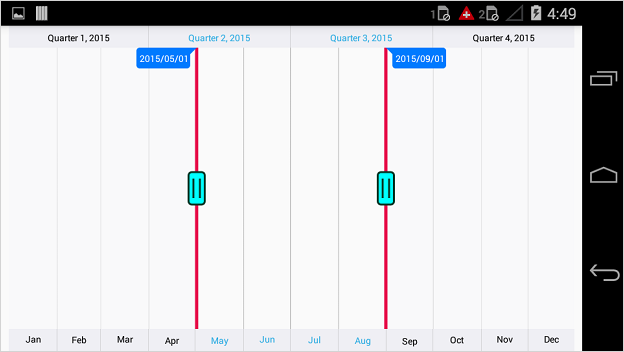 1 2 4:49
Quarter 1, 2015 Quarter 2, 2015 Quarter 3, 2015 Quarter 4, 2015
2015/05/01 2015/09/01
Jan Feb Mar Apr May Jun Jul Aug Sep Oct Nov Dec